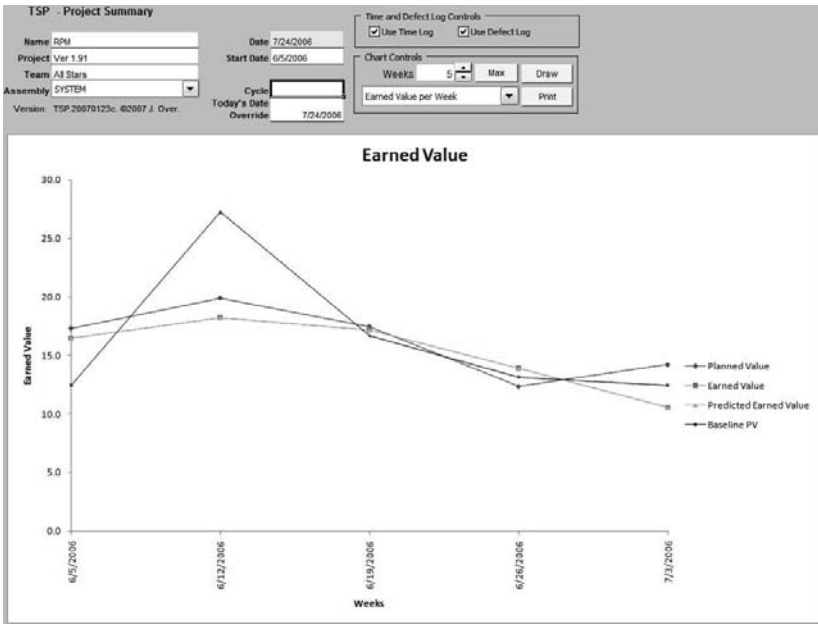 TSP - Project Summary
Name RPM
Project Ver 1.91
Team All Stars
Assembly SYSTEM
Version: TSP.20070123c. ©2007 J. Over.
Date 7/24/2006
Start Date 6/5/2006
Cycle
Today's Date
Override 7/24/2006
Time and Defect Log Controls
Use Time Log Use Defect Log
Chart Controls
Weeks 5 Max Draw
Earned Value per Week Print
Earned Value
30.0
25.0
20.0
15.0
10.0
5.0
0.0
Earned Value
6/5/2006
6/12/2006
6/19/2006
6/26/2006
7/3/2006
Weeks
Planned Value
Earned Value
Predicted Earned Value
Baseline PV